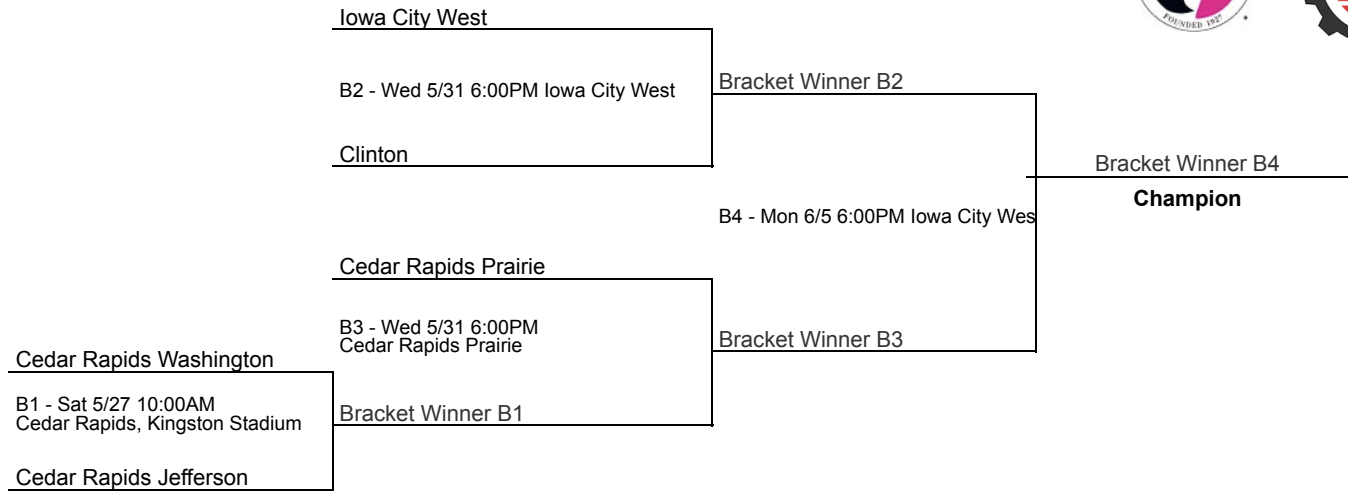 Iowa City West
FOUNDED 1927
B2 - Wed 5/31 6:00PM Iowa City West
Bracket Winner B2
Clinton
Bracket Winner B4
Champion
B4 - Mon 6/5 6:00PM Iowa City Wes
Cedar Rapids Prairie
B3 - Wed 5/31 6:00PM
Cedar Rapids Prairie
Bracket Winner B3
Cedar Rapids Washington
B1 - Sat 5/27 10:00AM
Cedar Rapids, Kingston Stadium
Bracket Winner B1
Cedar Rapids Jefferson